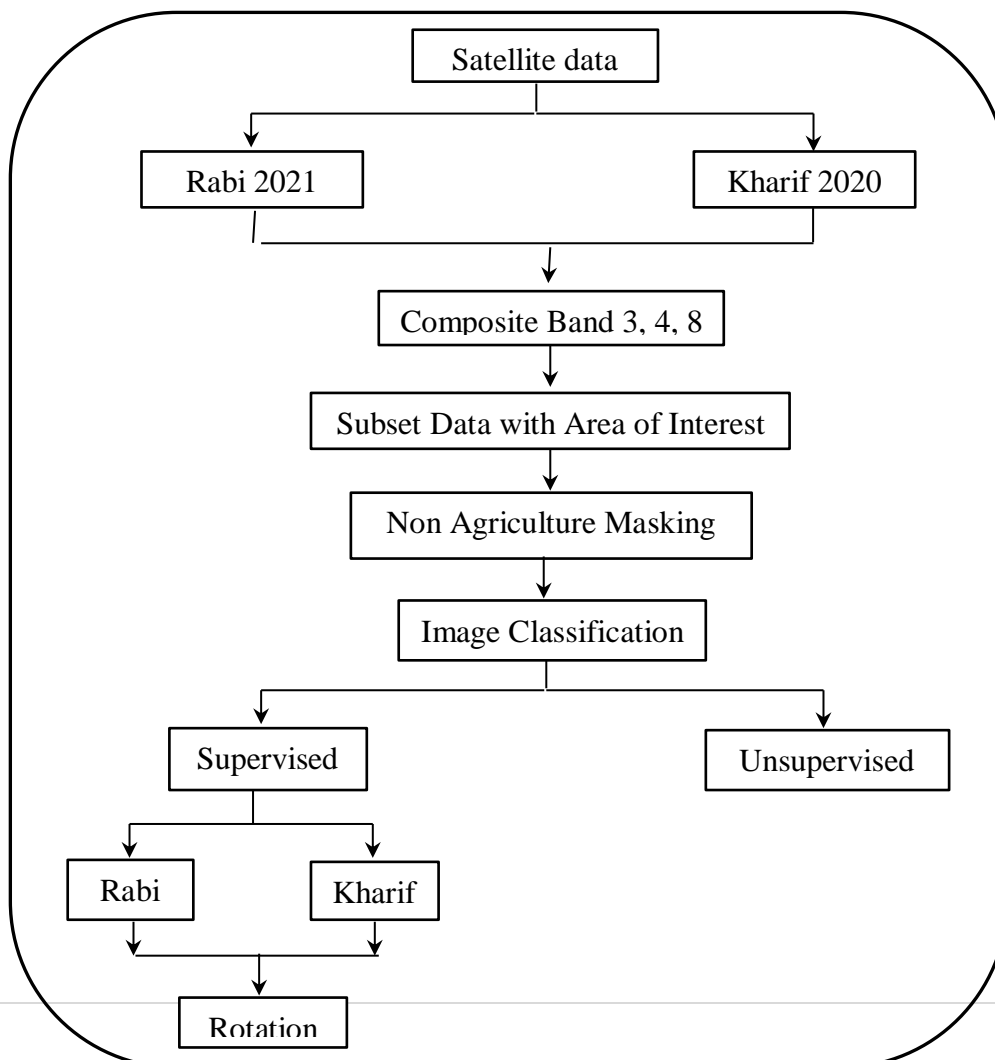 Satellite data
Rabi 2021
Kharif 2020
Composite Band 3, 4, 8
Subset Data with Area of Interest
Non Agriculture Masking
Image Classification
Supervised
Unsupervised
Rabi
Kharif
Rotation